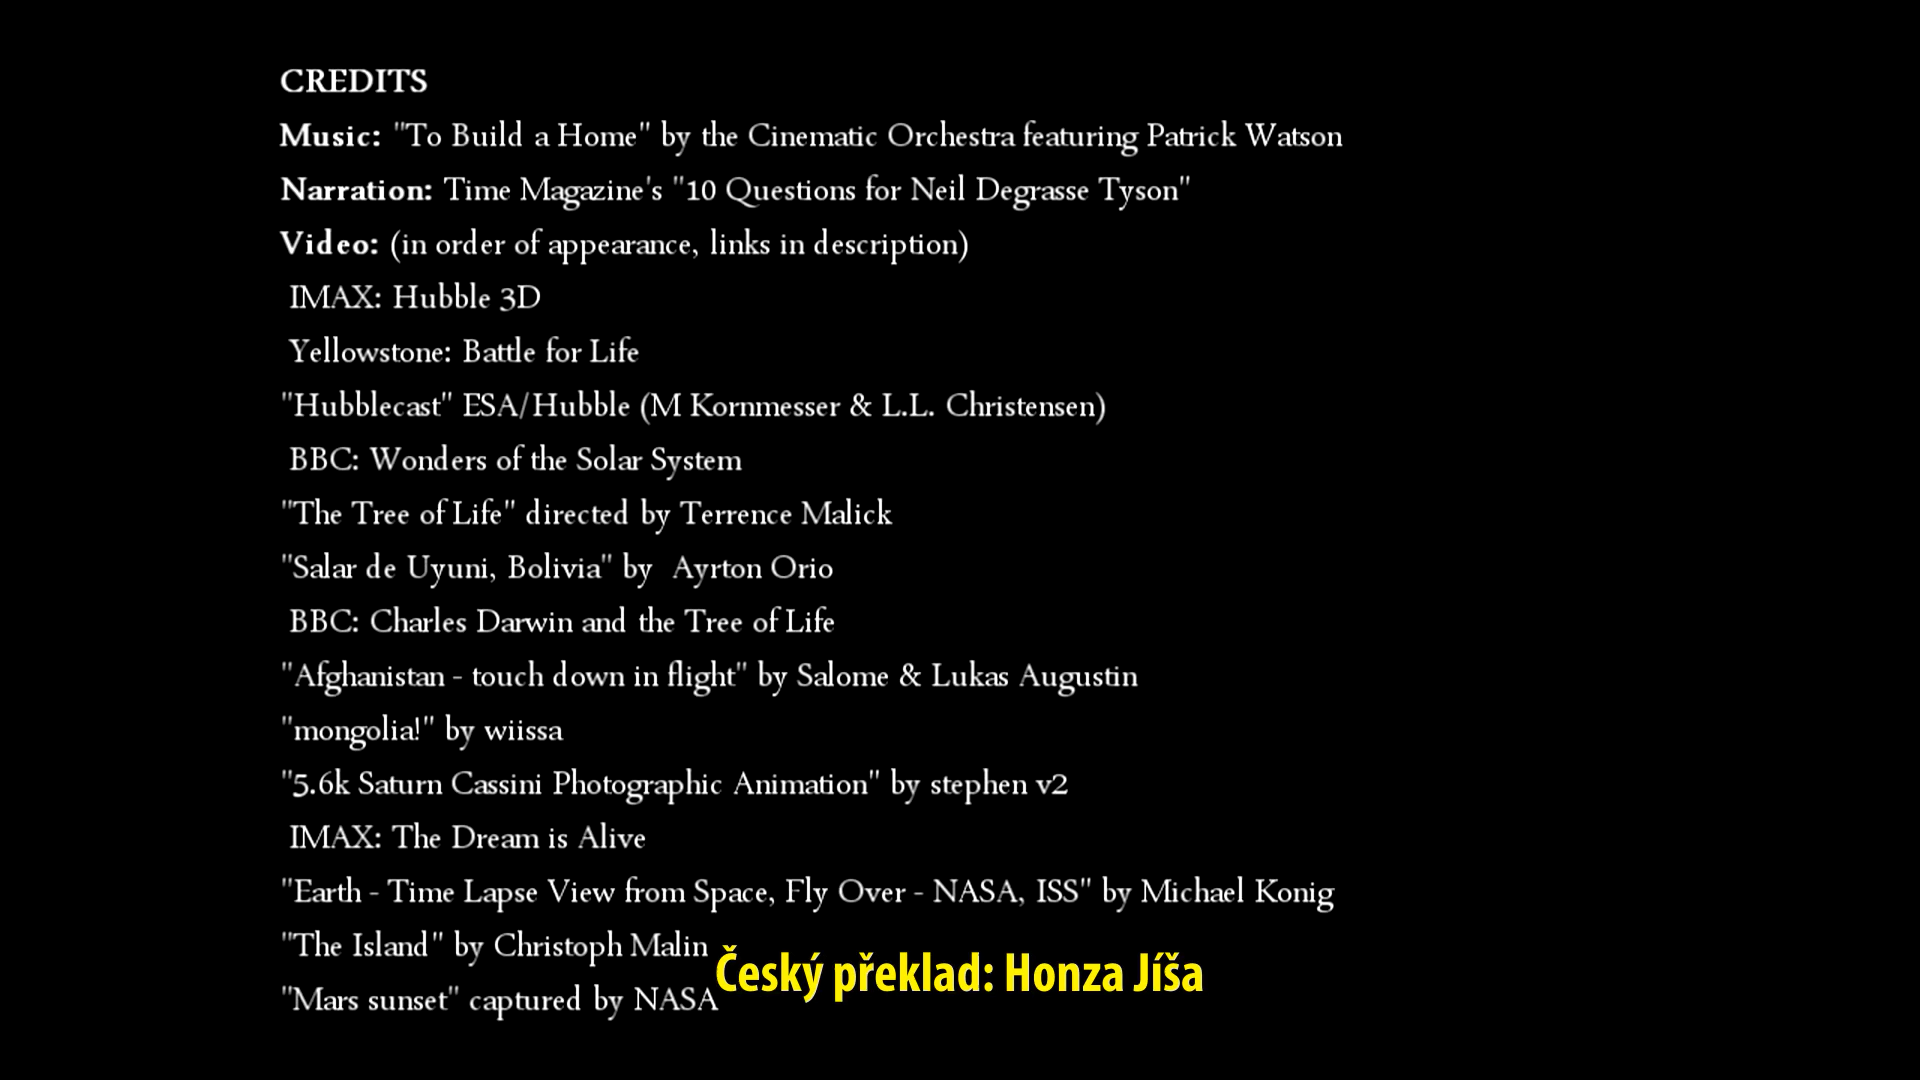 CREDITS
Music: "To Build a Home" by the Cinematic Orchestra featuring Patrick Watson
Narration: Time Magazine's "10 Questions for Neil Degrasse Tyson"
Video: (in order of appearance, links in description)
IMAX: Hubble 3D
Yellowstone: Battle for Life
"Hubblecast" ESA/Hubble (M Kornmesser & L.L. Christensen)
BBC: Wonders of the Solar System
"The Tree of Life" directed by Terrence Malick
"Salar de Uyuni, Bolivia" by  Ayrton Orio
BBC: Charles Darwin and the Tree of Life
"Afghanistan - touch down in flight" by Salome & Lukas Augustin
"mongolia!" by wiissa
"5.6k Saturn Cassini Photographic Animation" by stephen v2
IMAX: The Dream is Alive
"Earth - Time Lapse View from Space, Fly Over - NASA, ISS" by Michael Konig
"The Island" by Christoph Malin
Český překlad: Honza Jíša
"Mars sunset" captured by NASA